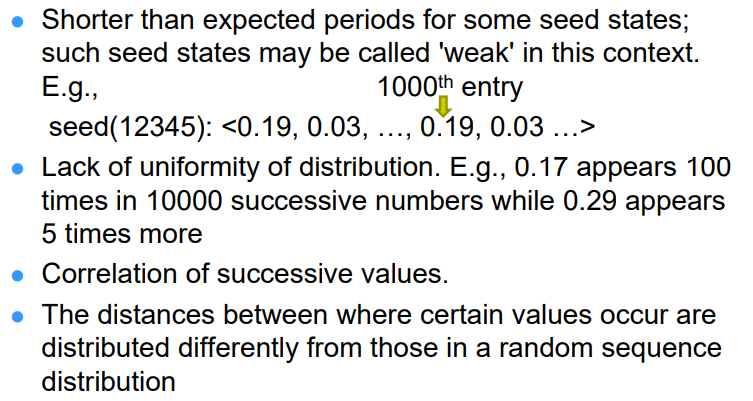 • Shorter than expected periods for some seed states;
such seed states may be called 'weak' in this context.
E.g., 1000th entry
seed(12345): <0.19, 0.03, …, 0.19, 0.03 …>
• Lack of uniformity of distribution. E.g., 0.17 appears 100
times in 10000 successive numbers while 0.29 appears
5 times more
• Correlation of successive values.
• The distances between where certain values occur are
distributed differently from those in a random sequence
distribution